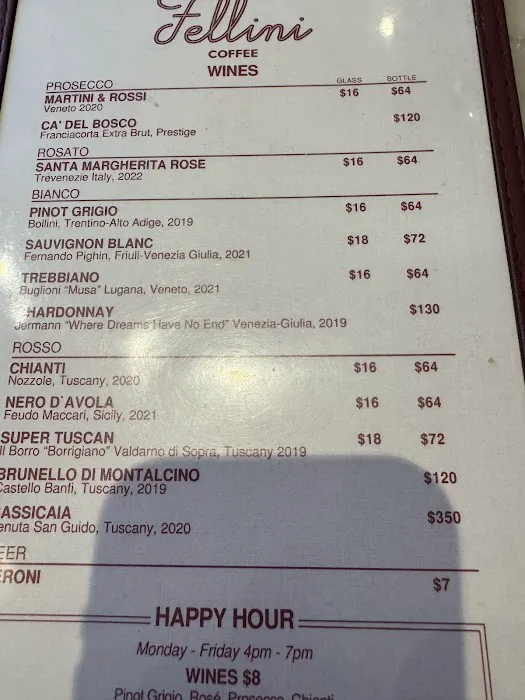 Fellini
COFFEE
WINES
GLASS BOTTLE
PROSECCO
MARTINI & ROSSI $16 $64
Veneto 2020
CA' DEL BOSCO $120
Franciacorta Extra Brut, Prestige
ROSATO
SANTA MARGHERITA ROSE $16 $64
Trevenezie Italy, 2022
BIANCO
PINOT GRIGIO $16 $64
Bollini, Trentino-Alto Adige, 2019
SAUVIGNON BLANC $18 $72
Fernando Pighin, Friuli-Venezia Giulia, 2021
TREBBIANO $16 $64
Buglioni "Musa" Lugana, Veneto, 2021
HARDONNAY $130
Jermann "Where Dreams Have No End" Venezia-Giulia, 2019
ROSSO
CHIANTI $16 $64
Nozzole, Tuscany, 2020
NERO D'AVOLA $16 $64
Feudo Maccari, Sicily, 2021
SUPER TUSCAN $18 $72
Il Borro "Borrigiano" Valdarno di Sopra, Tuscany 2019
BRUNELLO DI MONTALCINO $120
Castello Banfi, Tuscany, 2019
ASSICAIA $350
enuta San Guido, Tuscany, 2020
EER
ERONI $7
HAPPY HOUR
Monday - Friday 4pm - 7pm
WINES $8
Pinot Grigio, Rosé, Prosecco, Chianti